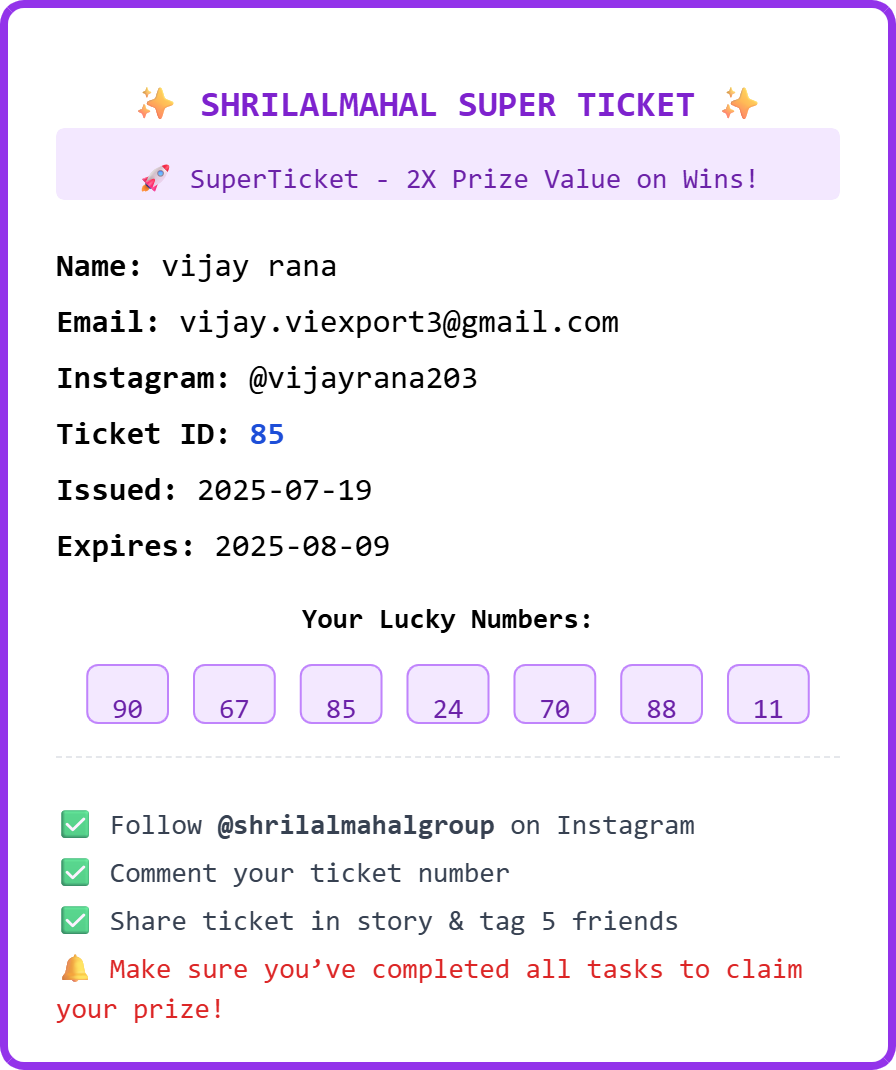 ✨ SHRILALMAHAL SUPER TICKET ✨
🚀 SuperTicket - 2X Prize Value on Wins!
Name: vijay rana
Email: vijay.viexport3@gmail.com
Instagram: @vijayrana203
Ticket ID: 85
Issued: 2025-07-19
Expires: 2025-08-09
Your Lucky Numbers:
90 67 85 24 70 88 11
✅ Follow @shrilalmahalgroup on Instagram
✅ Comment your ticket number
✅ Share ticket in story & tag 5 friends
🔔 Make sure you’ve completed all tasks to claim
your prize!